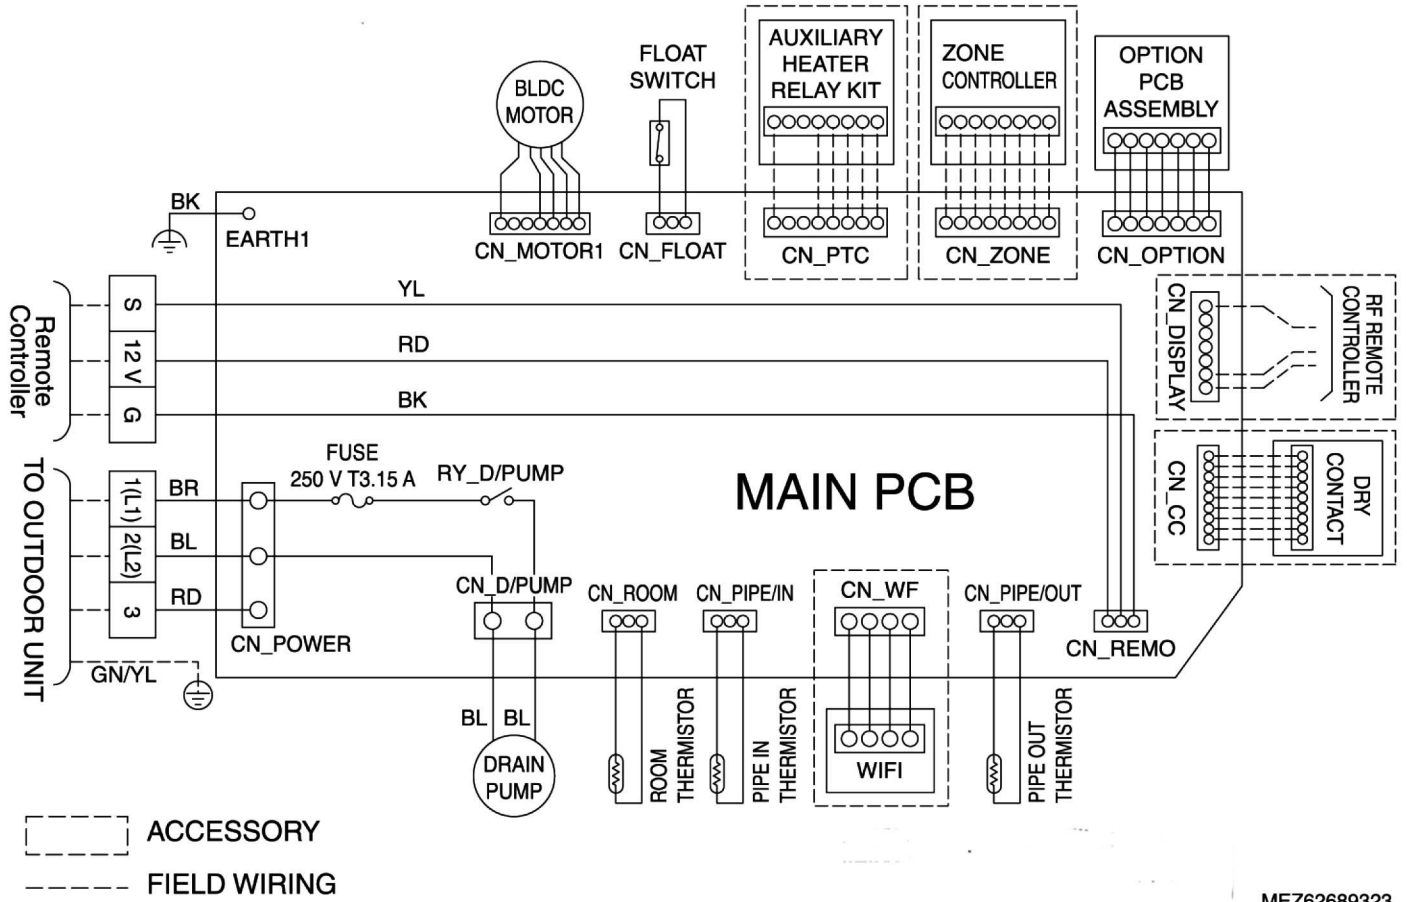 FLOAT
SWITCH
BLDC
MOTOR
AUXILIARY
HEATER
RELAY KIT
ZONE
CONTROLLER
OPTION
PCB
ASSEMBLY
BK
EARTH1
CN_MOTOR1
CN_FLOAT
CN_PTC
CN_ZONE
CN_OPTION
Remote
Controller
S
12 V
G
YL
RD
BK
CN_DISPLAY
RF REMOTE
CONTROLLER
CN_CC
DRY
CONTACT
TO OUTDOOR UNIT
1(L1)
2(L2)
3
BR
BL
RD
GN/YL
CN_POWER
FUSE
250 V T3.15 A
RY_D/PUMP
MAIN PCB
CN_D/PUMP
CN_ROOM
CN_PIPE/IN
CN_WF
CN_PIPE/OUT
CN_REMO
BL
BL
DRAIN
PUMP
ROOM
THERMISTOR
PIPE IN
THERMISTOR
WIFI
PIPE OUT
THERMISTOR
ACCESSORY
FIELD WIRING
MEZ62689323